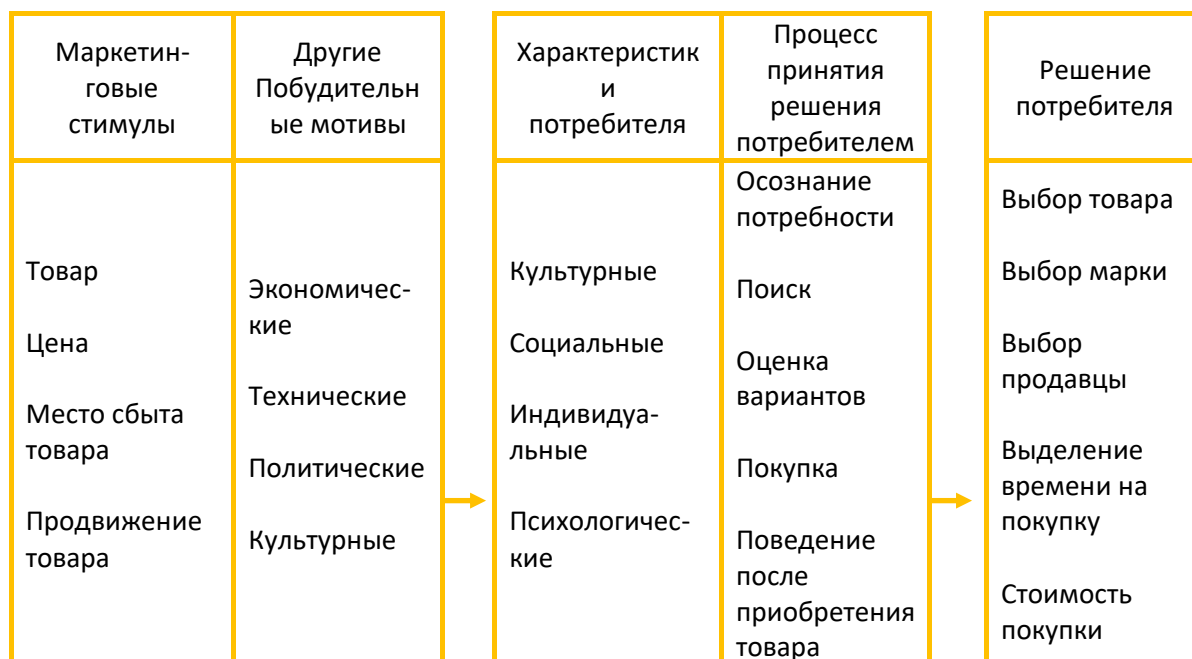 Маркетин-
говые
стимулы
Другие
Побудительн
ые мотивы
Характеристик
и
потребителя
Процесс
принятия
решения
потребителем
Решение
потребителя
Товар
Цена
Место сбыта
товара
Продвижение
товара
Экономичес-
кие
Технические
Политические
Культурные
Культурные
Социальные
Индивидуа-
льные
Психологичес-
кие
Осознание
потребности
Поиск
Оценка
вариантов
Покупка
Поведение
после
приобретения
товара
Выбор товара
Выбор марки
Выбор
продавцы
Выделение
времени на
покупку
Стоимость
покупки